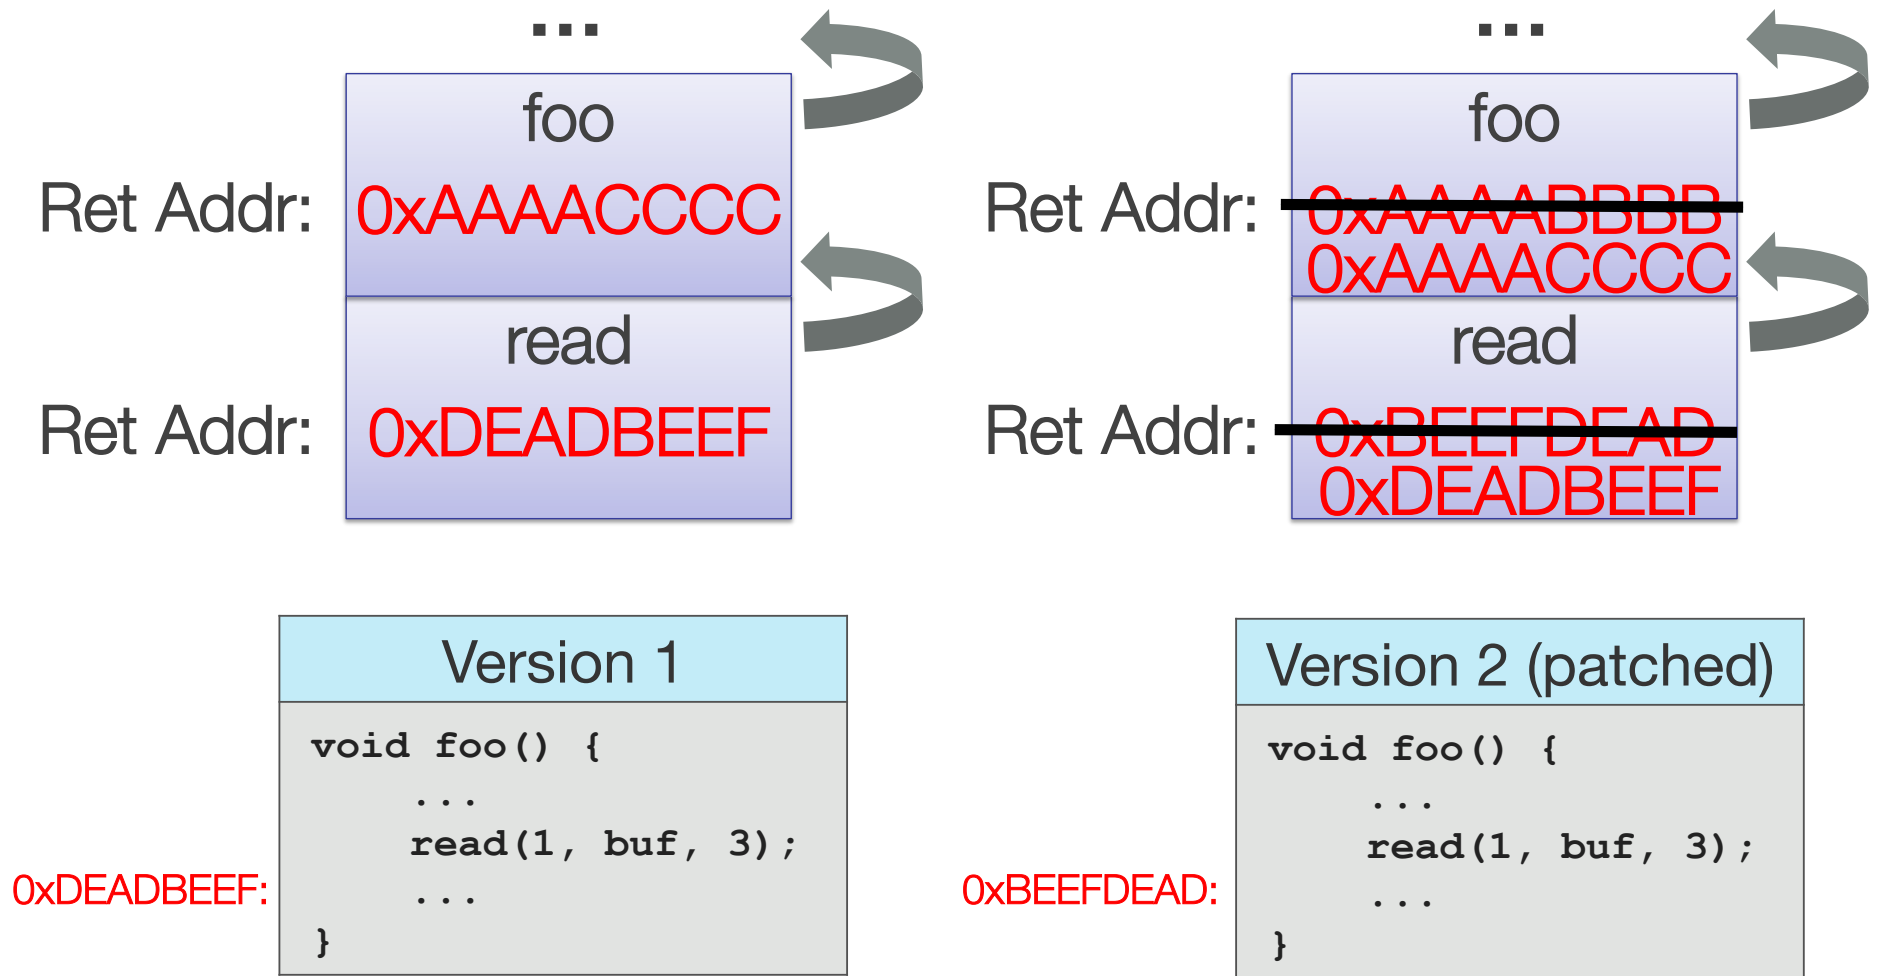 ...
foo
Ret Addr: 0xAAAACCCC
read
Ret Addr: 0xDEADBEEF
...
foo
Ret Addr: 0xAAAABBBB
0xAAAACCCC
read
Ret Addr: 0xBEEFDEAD
0xDEADBEEF
Version 1
void foo() {
...
read(1, buf, 3);
0xDEADBEEF: ...
}
Version 2 (patched)
void foo() {
...
read(1, buf, 3);
0xBEEFDEAD: ...
}